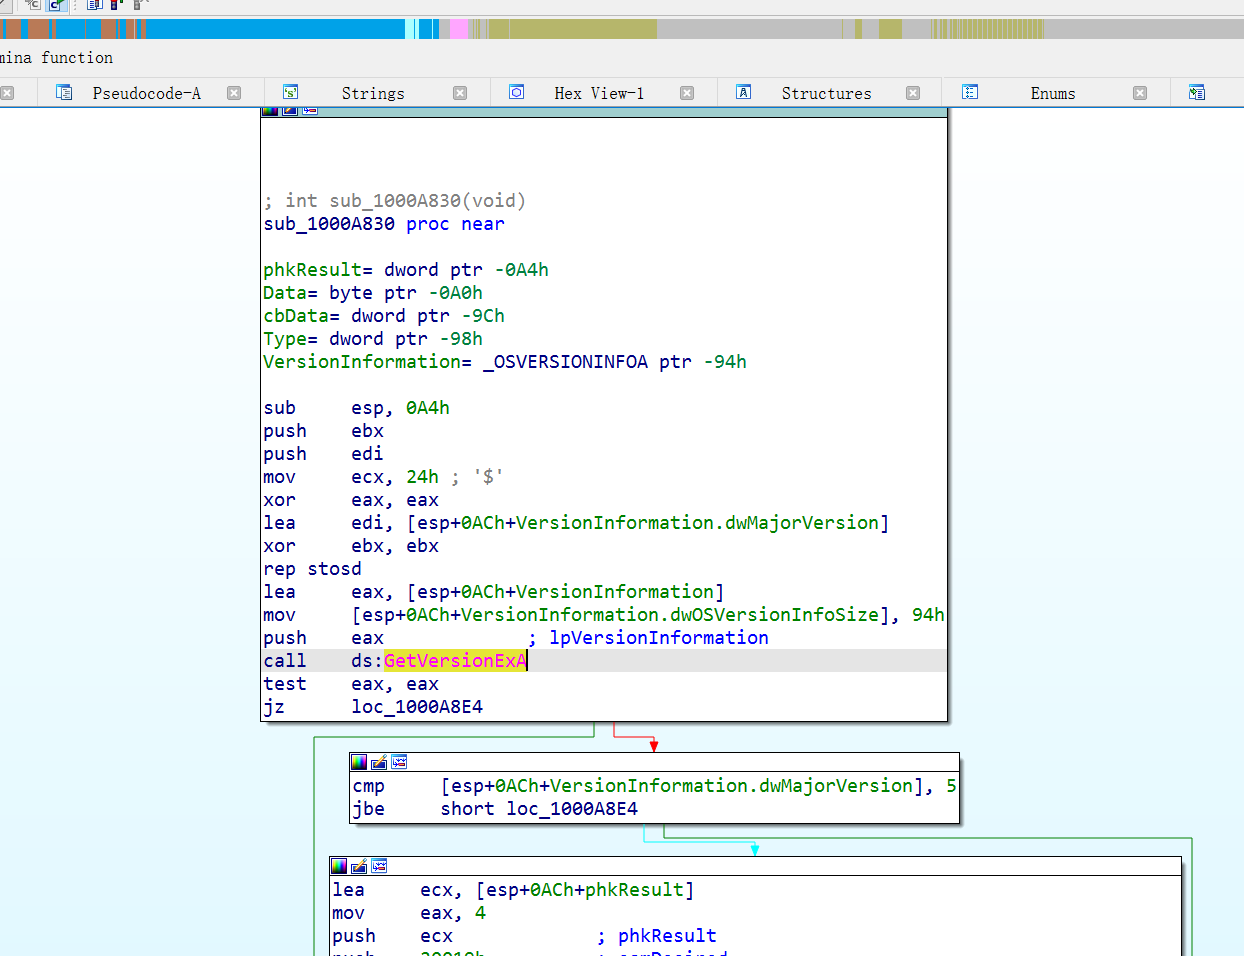 mina function
Pseudocode-A
Strings
Hex View-1
Structures
Enums
; int sub_1000A830(void)
sub_1000A830 proc near
phkResult= dword ptr -0A4h
Data= byte ptr -0A0h
cbData= dword ptr -9Ch
Type= dword ptr -98h
VersionInformation= _OSVERSIONINFOA ptr -94h
sub esp, 0A4h
push ebx
push edi
mov ecx, 24h ; '$'
xor eax, eax
lea edi, [esp+0ACh+VersionInformation.dwMajorVersion]
xor ebx, ebx
rep stosd
lea eax, [esp+0ACh+VersionInformation]
mov [esp+0ACh+VersionInformation.dwOSVersionInfoSize], 94h
push eax ; lpVersionInformation
call ds:GetVersionExA
test eax, eax
jz loc_1000A8E4
cmp [esp+0ACh+VersionInformation.dwMajorVersion], 5
jbe short loc_1000A8E4
lea ecx, [esp+0ACh+phkResult]
mov eax, 4
push ecx ; phkResult
push 20019h ; samDesired